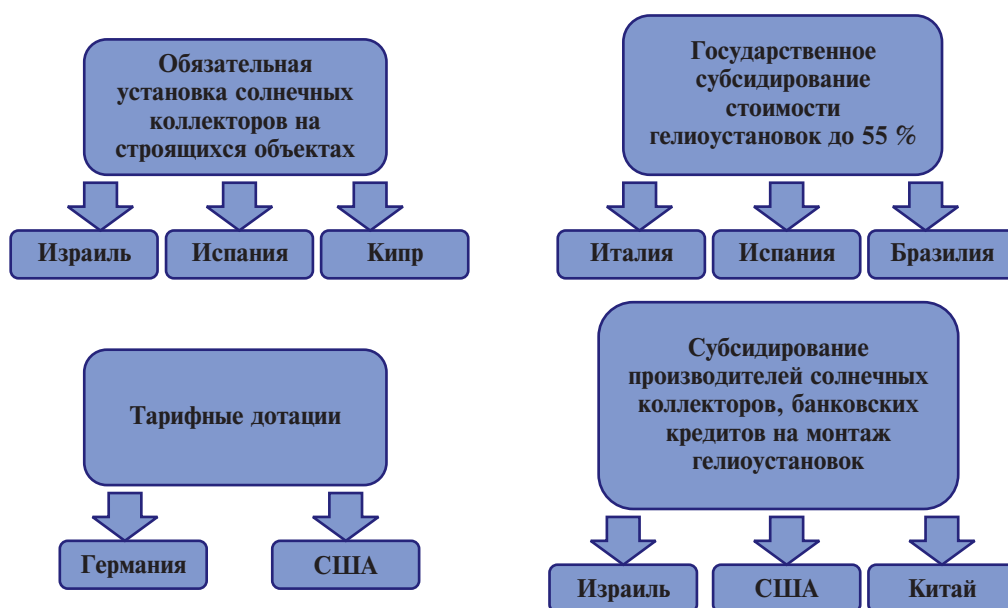 Обязательная
установка солнечных
коллекторов на
строящихся объектах
Израиль
Испания
Кипр
Государственное
субсидирование
стоимости
гелиоустановок до 55 %
Италия
Испания
Бразилия
Тарифные дотации
Германия
США
Субсидирование
производителей солнечных
коллекторов, банковских
кредитов на монтаж
гелиоустановок
Израиль
США
Китай